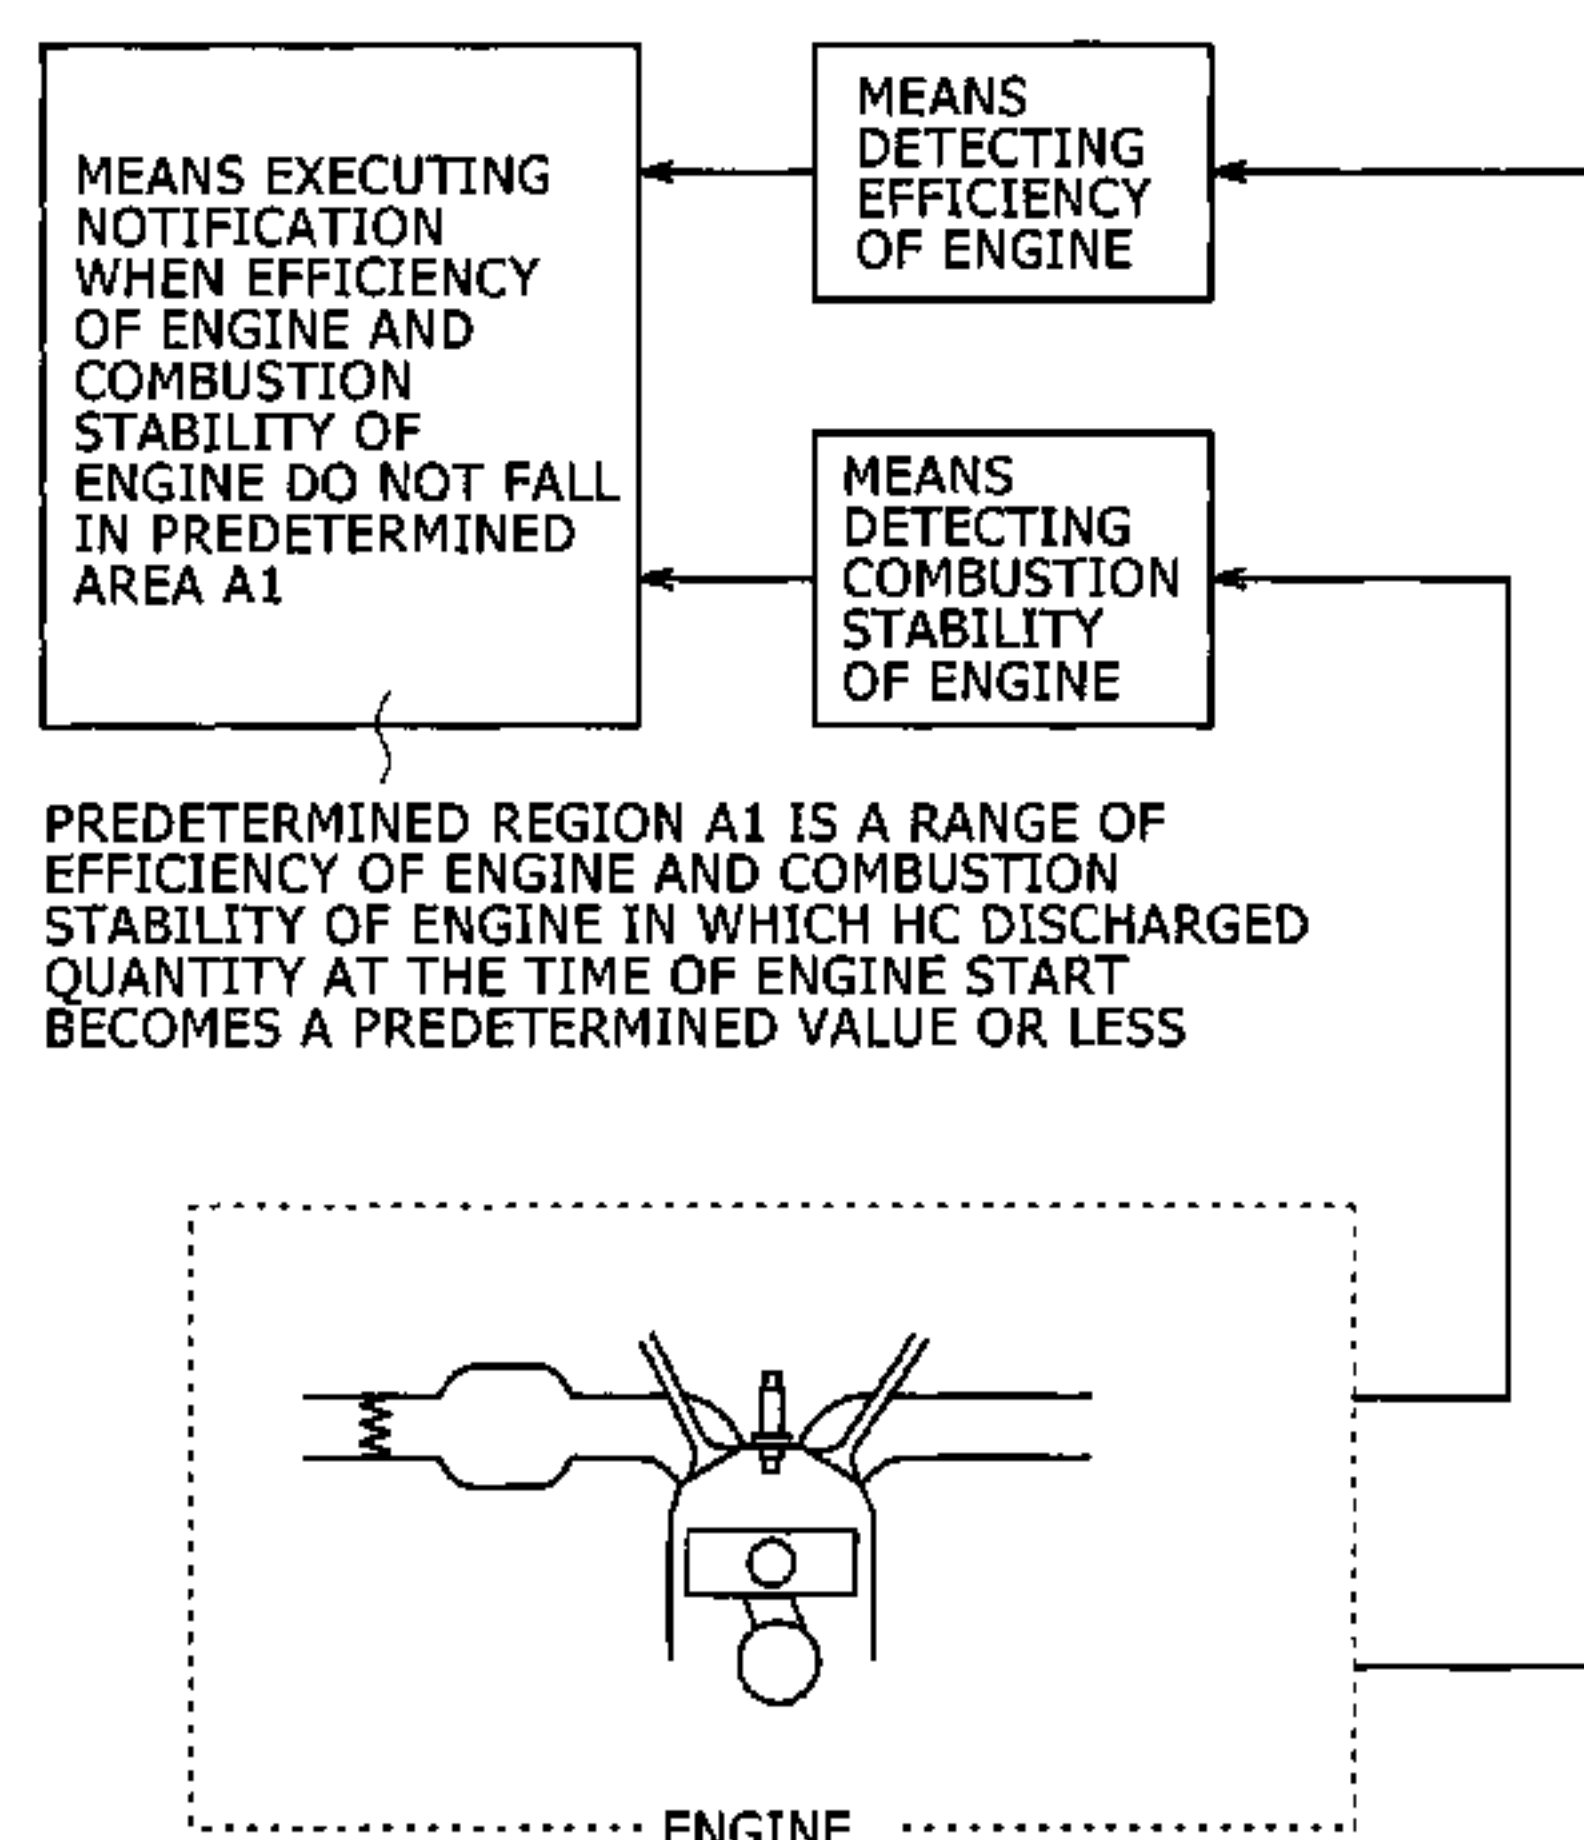 MEANS EXECUTING
NOTIFICATION
WHEN EFFICIENCY
OF ENGINE AND
COMBUSTION
STABILITY OF
ENGINE DO NOT FALL
IN PREDETERMINED
AREA A1
MEANS
DETECTING
EFFICIENCY
OF ENGINE
MEANS
DETECTING
COMBUSTION
STABILITY
OF ENGINE
PREDETERMINED REGION A1 IS A RANGE OF
EFFICIENCY OF ENGINE AND COMBUSTION
STABILITY OF ENGINE IN WHICH HC DISCHARGED
QUANTITY AT THE TIME OF ENGINE START
BECOMES A PREDETERMINED VALUE OR LESS
ENGINE